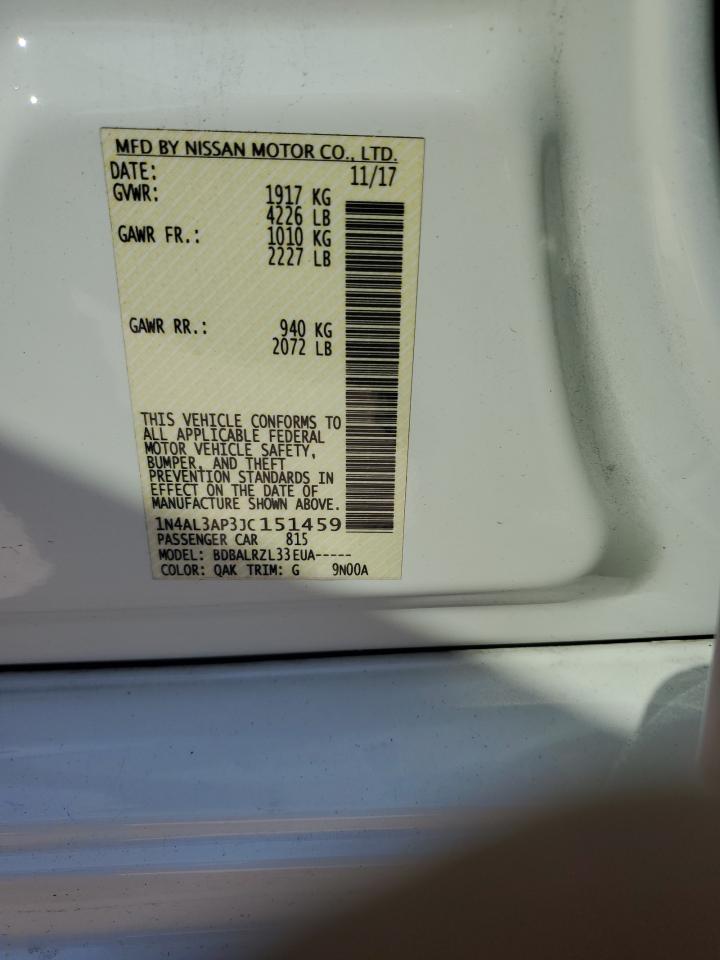 MFD BY NISSAN MOTOR CO., LTD.
DATE: 11/17
GVWR: 1917 KG
4226 LB
GAWR FR.: 1010 KG
2227 LB
GAWR RR.: 940 KG
2072 LB
THIS VEHICLE CONFORMS TO
ALL APPLICABLE FEDERAL
MOTOR VEHICLE SAFETY,
BUMPER, AND THEFT
PREVENTION STANDARDS IN
EFFECT ON THE DATE OF
MANUFACTURE SHOWN ABOVE.
1N4AL3AP3JC151459
PASSENGER CAR 815
MODEL: BDBALRZL33EUA-----
COLOR: QAK TRIM: G 9N00A